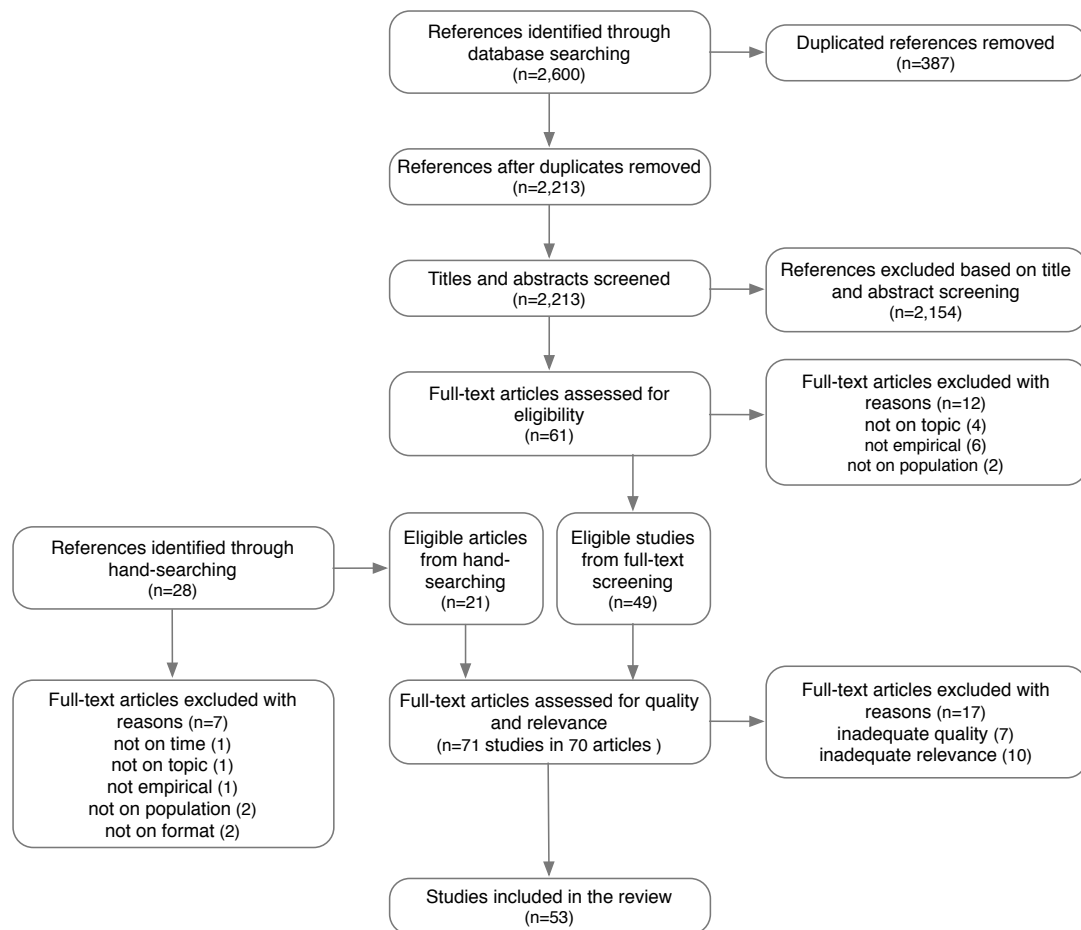 References identified through
database searching
(n=2,600)
Duplicated references removed
(n=387)
References after duplicates removed
(n=2,213)
Titles and abstracts screened
(n=2,213)
References excluded based on title
and abstract screening
(n=2,154)
Full-text articles assessed for
eligibility
(n=61)
Full-text articles excluded with
reasons (n=12)
not on topic (4)
not empirical (6)
not on population (2)
References identified through
hand-searching
(n=28)
Eligible articles
from hand-
searching
(n=21)
Eligible studies
from full-text
screening
(n=49)
Full-text articles excluded with
reasons (n=7)
not on time (1)
not on topic (1)
not empirical (1)
not on population (2)
not on format (2)
Full-text articles assessed for quality
and relevance
(n=71 studies in 70 articles )
Full-text articles excluded with
reasons (n=17)
inadequate quality (7)
inadequate relevance (10)
Studies included in the review
(n=53)